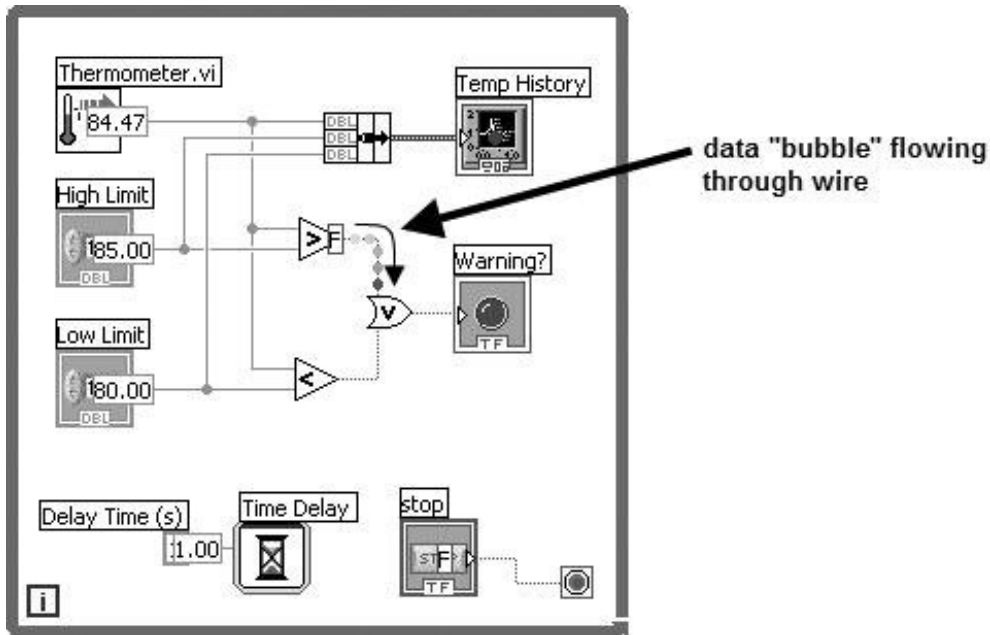 Thermometer.vi
84.47
Temp History
DBL
DBL
DBL
data "bubble" flowing
through wire
High Limit
85.00
DBL
>
F
Warning?
TF
V
Low Limit
80.00
DBL
<
Delay Time (s)
1.00
Time Delay
stop
ST F
TF
i